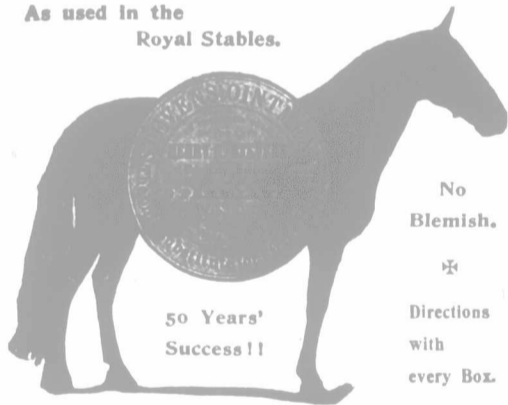 As used in the
Royal Stables.
No
Blemish.
✠
Directions
with
every Box.
50 Years'
Success!!